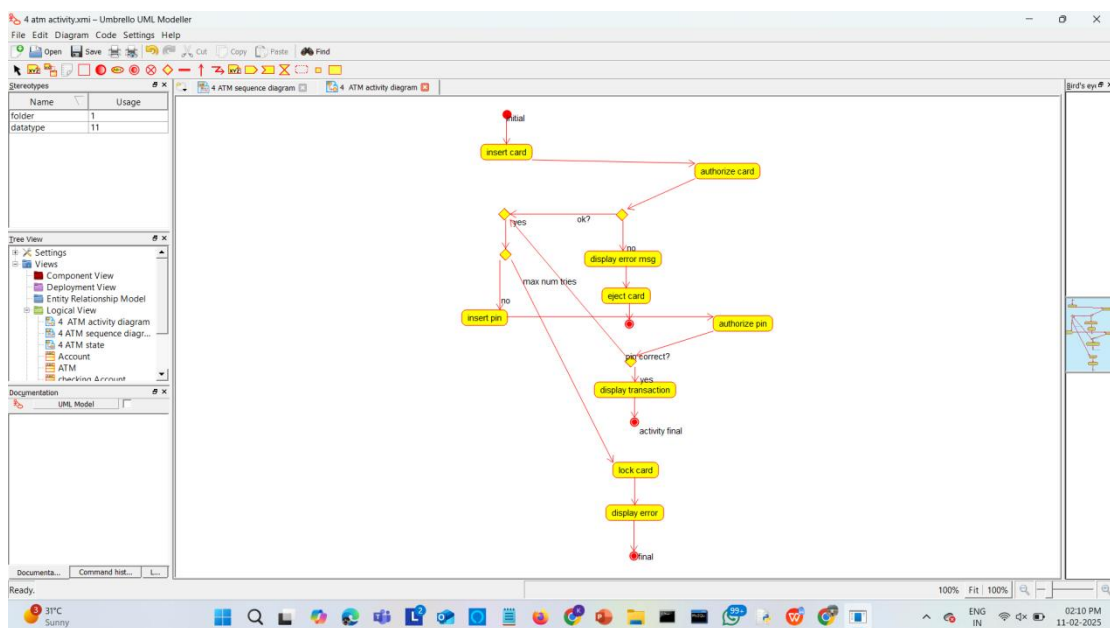 4 atm activity.xmi – Umbrello UML Modeller
File Edit Diagram Code Settings Help
Open Save Cut Copy Paste Find
Stereotypes
Name Usage
folder 1
datatype 11
Tree View
Settings
Views
Component View
Deployment View
Entity Relationship Model
Logical View
4 ATM activity diagram
4 ATM sequence diagr...
4 ATM state
Account
ATM
checking Account
Documentation
UML Model
Documenta... Command hist... L...
Ready.
4 ATM sequence diagram 4 ATM activity diagram
Bird's eye
initial
insert card
authorize card
ok?
yes
no
display error msg
max num tries
eject card
no
insert pin
authorize pin
pin correct?
yes
display transaction
activity final
lock card
display error
final
100% Fit 100%
3
31°C
Sunny
2
99+
ENG
IN
02:10 PM
11-02-2025